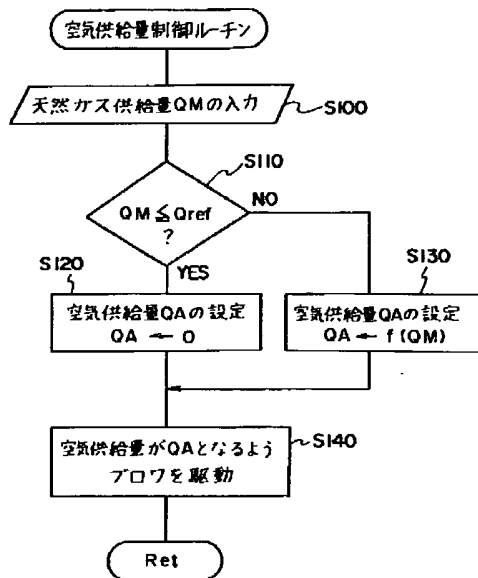 空気供給量制御ルーチン
天然ガス供給量QMの入力
S100
S110
QM≦Qref
?
NO
YES
S120
空気供給量QAの設定
QA ← 0
S130
空気供給量QAの設定
QA ← f(QM)
空気供給量がQAとなるよう
ブロワを駆動
S140
Ret